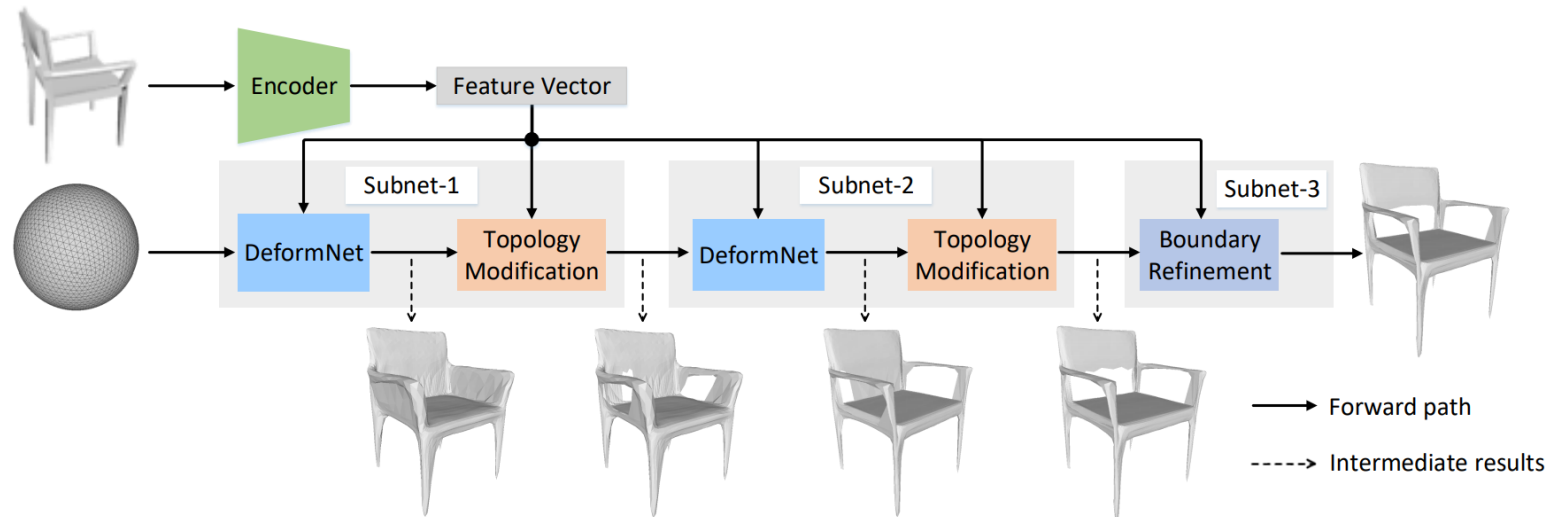 Encoder
Feature Vector
Subnet-1
Subnet-2
Subnet-3
DeformNet
Topology
Modification
DeformNet
Topology
Modification
Boundary
Refinement
Forward path
Intermediate results